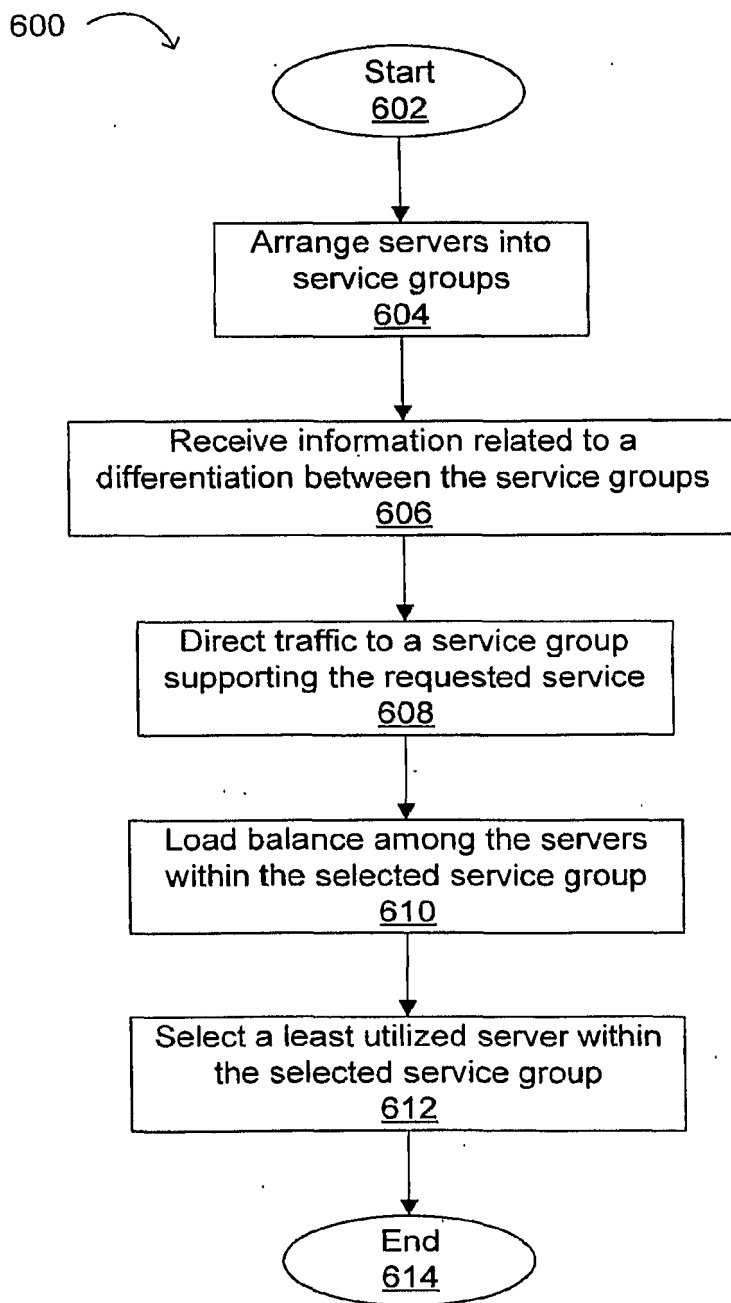 600
Start
602
Arrange servers into
service groups
604
Receive information related to a
differentiation between the service groups
606
Direct traffic to a service group
supporting the requested service
608
Load balance among the servers
within the selected service group
610
Select a least utilized server within
the selected service group
612
End
614